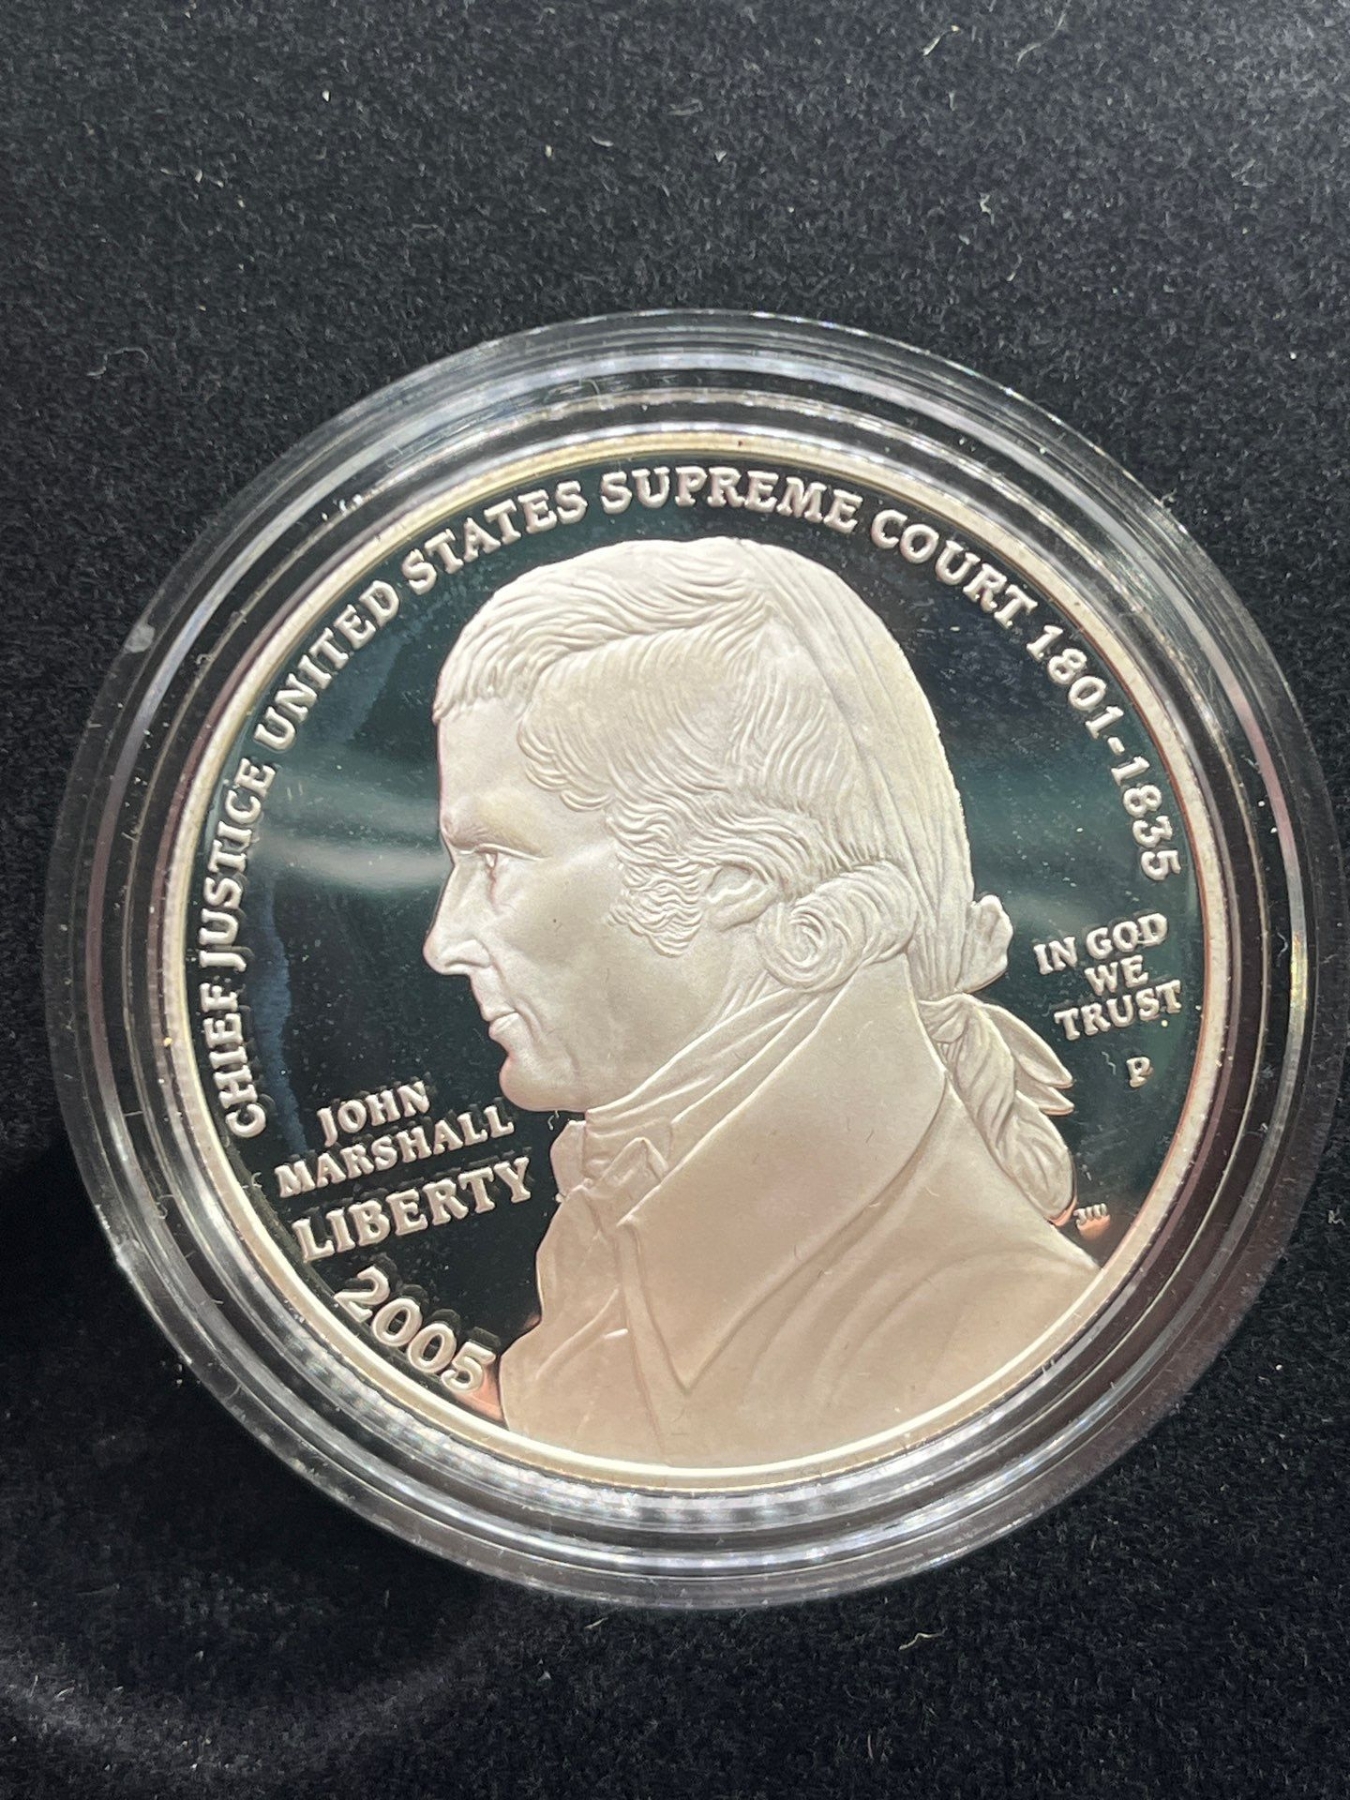 CHIEF JUSTICE UNITED STATES SUPREME COURT 1801-1835
IN GOD
WE
TRUST
P
JOHN
MARSHALL
LIBERTY
2005